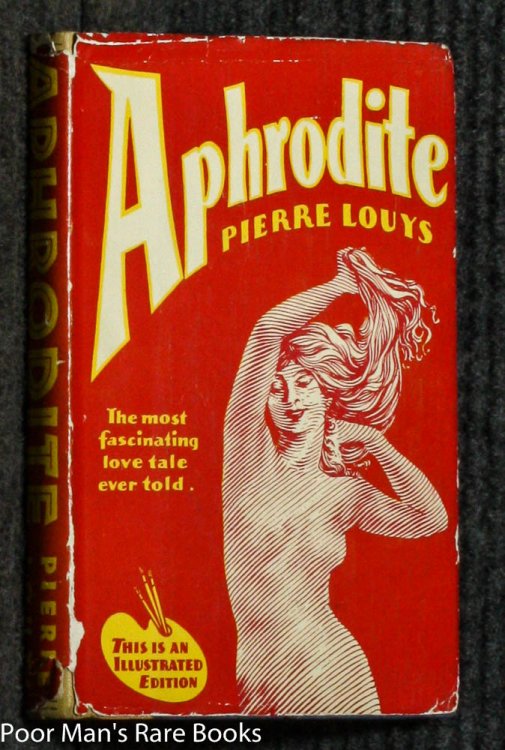 Aphrodite
PIERRE LOUYS
The most
fascinating
love tale
ever told.
THIS IS AN
ILLUSTRATED
EDITION
APHRODITE PIERRE
Poor Man's Rare Books